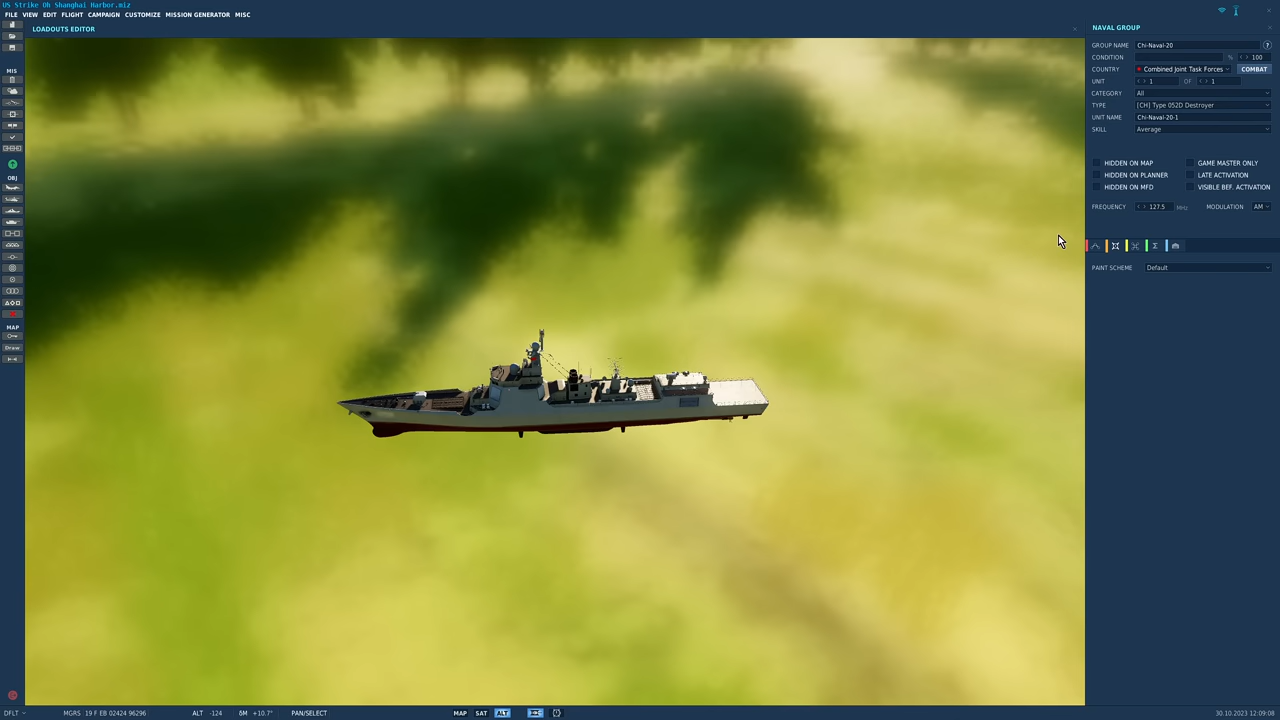 US Strike On Shanghai Harbor.miz
FILE VIEW EDIT FLIGHT CAMPAIGN CUSTOMIZE MISSION GENERATOR MISC
LOADOUTS EDITOR
NAVAL GROUP
GROUP NAME Chi-Naval-20 ?
CONDITION % 100
COUNTRY Combined Joint Task Forces COMBAT
UNIT 1 OF 1
CATEGORY All
TYPE [CH] Type 052D Destroyer
UNIT NAME Chi-Naval-20-1
SKILL Average
HIDDEN ON MAP GAME MASTER ONLY
HIDDEN ON PLANNER LATE ACTIVATION
HIDDEN ON MFD VISIBLE BEF. ACTIVATION
FREQUENCY 127.5 MHz MODULATION AM
PAINT SCHEME Default
MIS
OBJ
MAP
Draw
DFLT MGRS 19 F EB 02424 96296 ALT -124 δM +10.7° PAN/SELECT MAP SAT ALT 30.10.2023 12:09:08